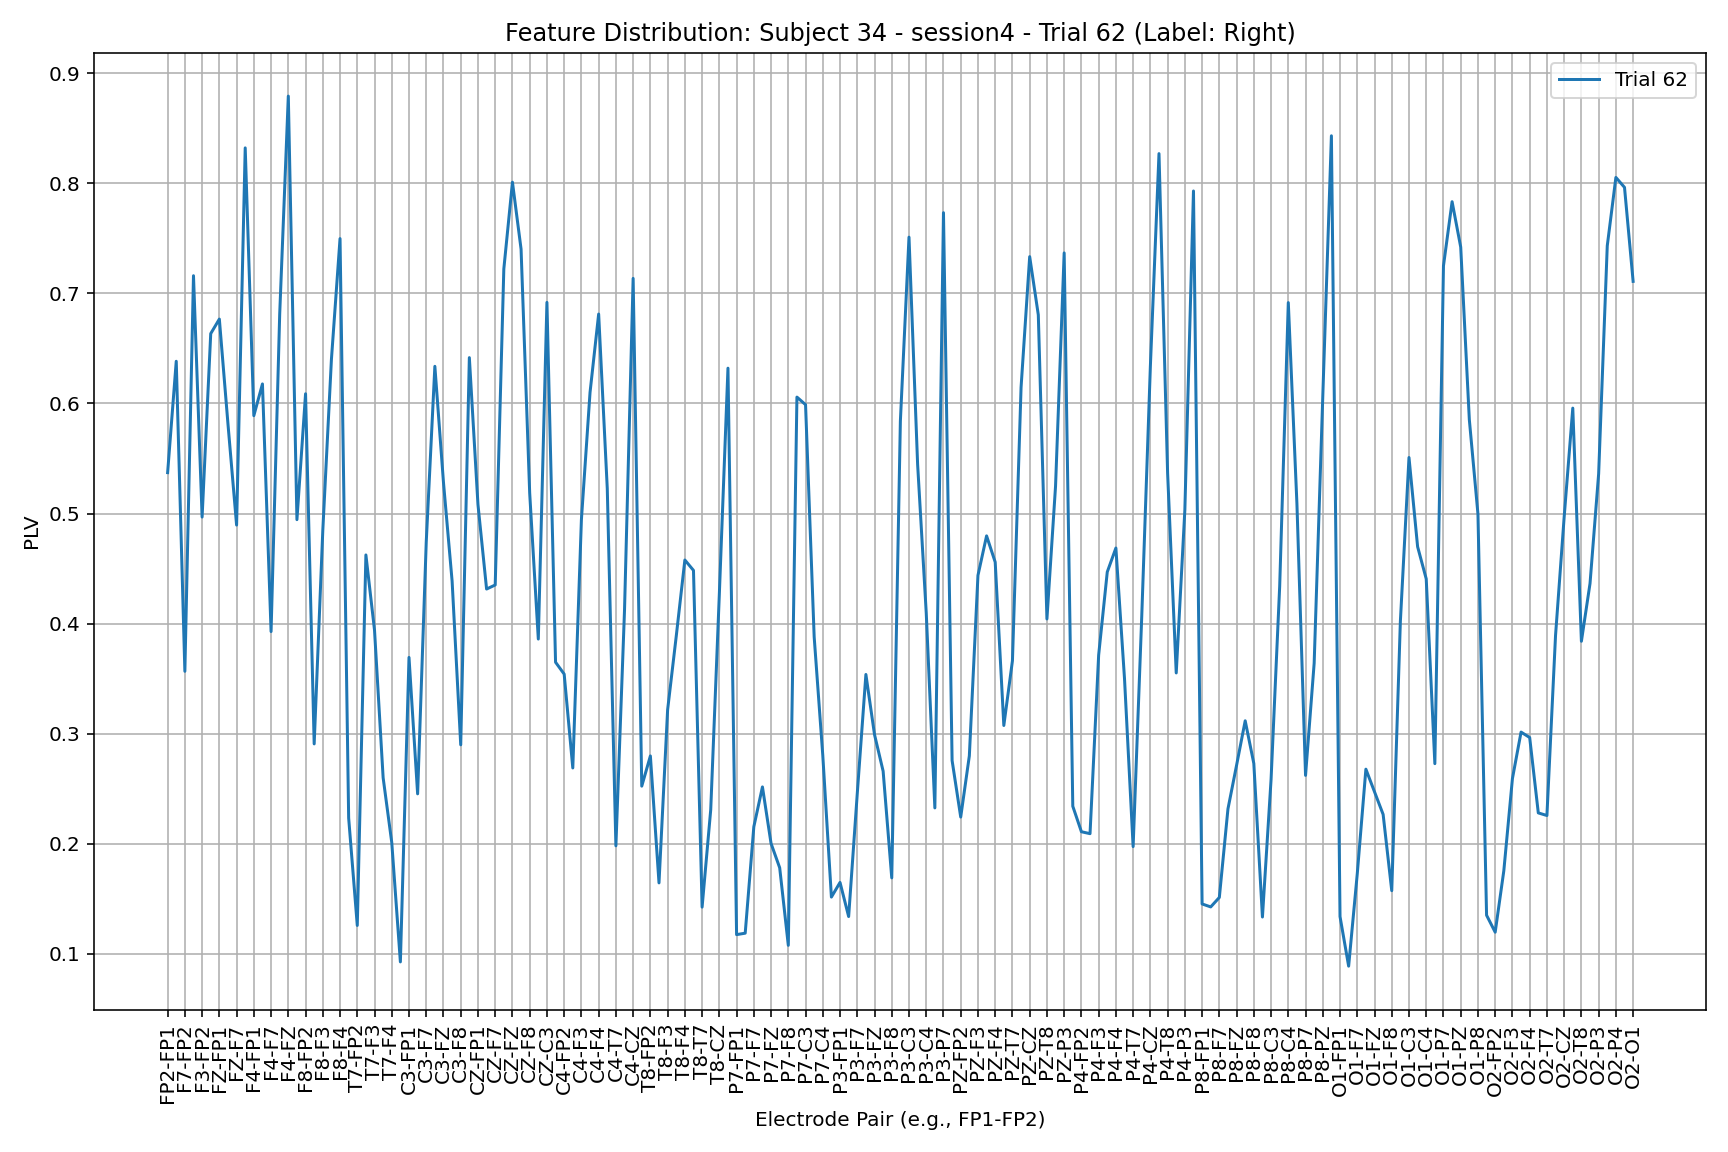 Feature Distribution: Subject 34 - session4 - Trial 62 (Label: Right)
Trial 62
0.9
0.8
0.7
0.6
0.5
0.4
0.3
0.2
0.1
PLV
FP2-FP1
F7-FP2
F3-FP2
FZ-FP1
FZ-F7
F4-FP1
F4-F7
F4-FZ
F8-FP2
F8-F3
F8-F4
T7-FP2
T7-F3
T7-F4
C3-FP1
C3-F7
C3-FZ
C3-F8
CZ-FP1
CZ-F7
CZ-FZ
CZ-F8
CZ-C3
C4-FP2
C4-F3
C4-F4
C4-T7
C4-CZ
T8-FP2
T8-F3
T8-F4
T8-T7
T8-CZ
P7-FP1
P7-F7
P7-FZ
P7-F8
P7-C3
P7-C4
P3-FP1
P3-F7
P3-FZ
P3-F8
P3-C3
P3-C4
P3-P7
PZ-FP2
PZ-F3
PZ-F4
PZ-T7
PZ-CZ
PZ-T8
PZ-P3
P4-FP2
P4-F3
P4-F4
P4-T7
P4-CZ
P4-T8
P4-P3
P8-FP1
P8-F7
P8-FZ
P8-F8
P8-C3
P8-C4
P8-P7
P8-PZ
O1-FP1
O1-F7
O1-FZ
O1-F8
O1-C3
O1-C4
O1-P7
O1-PZ
O1-P8
O2-FP2
O2-F3
O2-F4
O2-T7
O2-CZ
O2-T8
O2-P3
O2-P4
O2-O1
Electrode Pair (e.g., FP1-FP2)